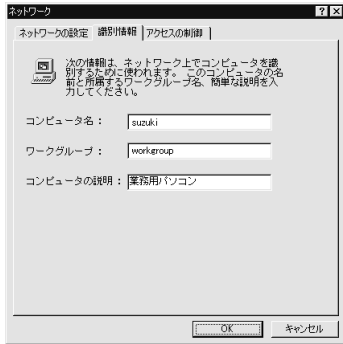 ネットワーク
ネットワークの設定 識別情報 アクセスの制御
次の情報は、ネットワーク上でコンピュータを識
別するために使われます。 このコンピュータの名
前と所属するワークグループ名、簡単な説明を入
力してください。
コンピュータ名： suzuki
ワークグループ： workgroup
コンピュータの説明： 業務用パソコン
OK キャンセル